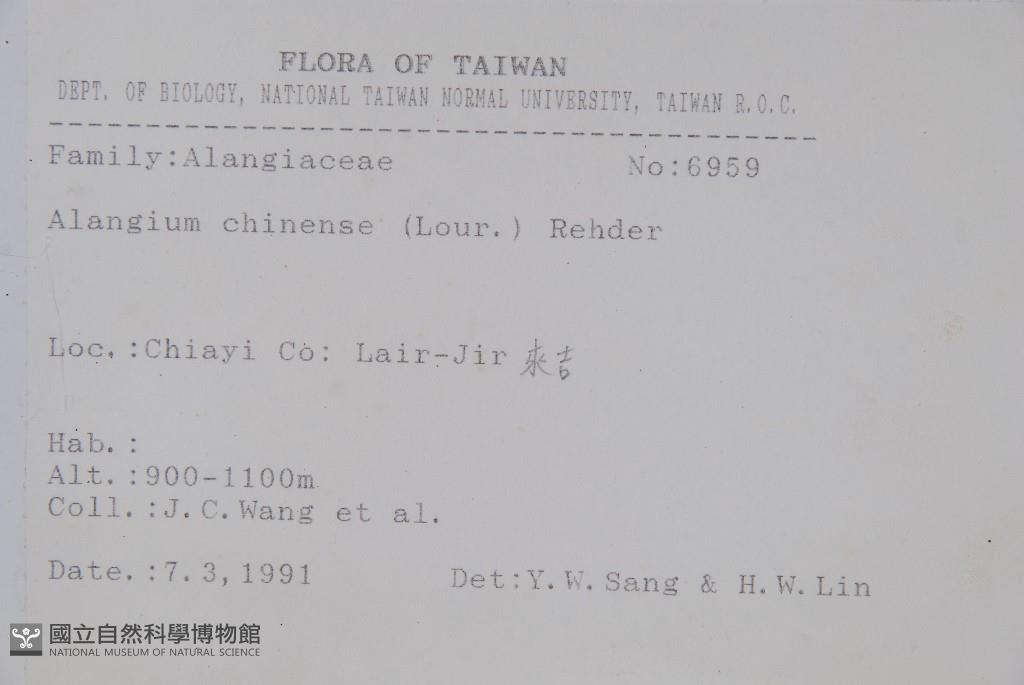 FLORA OF TAIWAN
DEPT. OF BIOLOGY, NATIONAL TAIWAN NORMAL UNIVERSITY, TAIWAN R.O.C.
Family:Alangiaceae No:6959
Alangium chinense (Lour.) Rehder
Loc.:Chiayi Co: Lair-Jir 來吉
Hab.:
Alt.:900-1100m
Coll.:J.C.Wang et al.
Date.:7.3,1991 Det:Y.W.Sang & H.W.Lin
國立自然科學博物館
NATIONAL MUSEUM OF NATURAL SCIENCE